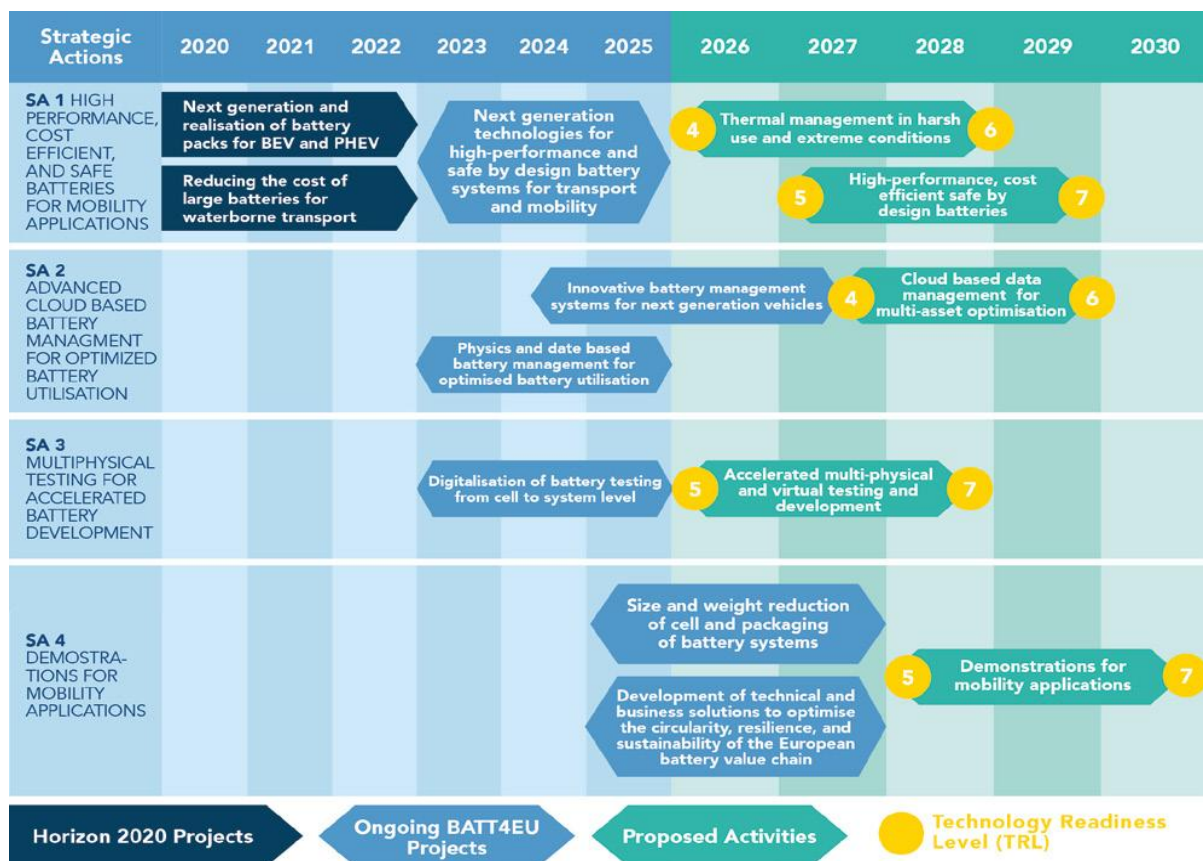 Strategic
Actions
2020
2021
2022
2023
2024
2025
2026
2027
2028
2029
2030
SA 1 HIGH
PERFORMANCE,
COST
EFFICIENT,
AND SAFE
BATTERIES
FOR MOBILITY
APPLICATIONS
Next generation and
realisation of battery
packs for BEV and PHEV
Reducing the cost of
large batteries for
waterborne transport
Next generation
technologies for
high-performance and
safe by design battery
systems for transport
and mobility
4
Thermal management in harsh
use and extreme conditions
6
5
High-performance, cost
efficient safe by
design batteries
7
SA 2
ADVANCED
CLOUD BASED
BATTERY
MANAGMENT
FOR OPTIMIZED
BATTERY
UTILISATION
Innovative battery management
systems for next generation vehicles
4
Cloud based data
management for
multi-asset optimisation
6
Physics and date based
battery management for
optimised battery utilisation
SA 3
MULTIPHYSICAL
TESTING FOR
ACCELERATED
BATTERY
DEVELOPMENT
Digitalisation of battery testing
from cell to system level
5
Accelerated multi-physical
and virtual testing and
development
7
SA 4
DEMOSTRA-
TIONS FOR
MOBILITY
APPLICATIONS
Size and weight reduction
of cell and packaging
of battery systems
Development of technical and
business solutions to optimise
the circularity, resilience, and
sustainability of the European
battery value chain
5
Demonstrations for
mobility applications
7
Horizon 2020 Projects
Ongoing BATT4EU
Projects
Proposed Activities
Technology Readiness
Level (TRL)